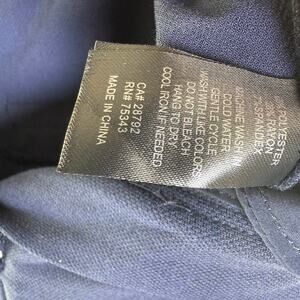 POLYESTER
RAYON
SPANDEX
MACHINE WASH IN
COLD WATER
GENTLE CYCLE
WASH WITH LIKE COLORS
DO NOT BLEACH
HANG TO DRY
COOL IRON IF NEEDED
CA# 28792
RN# 75343
MADE IN CHINA